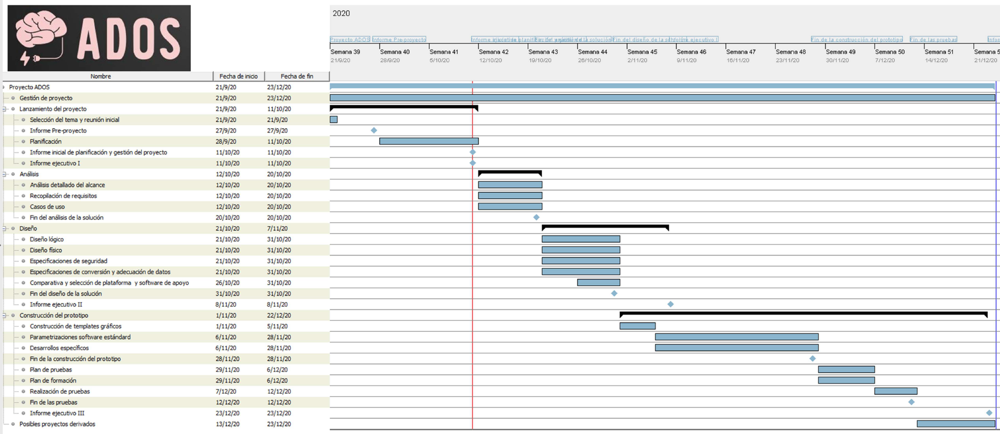 ADOS
2020
Proyecto ADOS Informe Pre-proyecto Fin de la construcción del prototipo Fin de las pruebas
Semana 39 Semana 40 Semana 41 Semana 42 Semana 43 Semana 44 Semana 45 Semana 46 Semana 47 Semana 48 Semana 49 Semana 50 Semana 51 Semana 5
21/9/20 28/9/20 5/10/20 12/10/20 19/10/20 26/10/20 2/11/20 9/11/20 16/11/20 23/11/20 30/11/20 7/12/20 14/12/20 21/12/20
Nombre Fecha de inicio Fecha de fin
Proyecto ADOS 21/9/20 23/12/20
Gestión de proyecto 21/9/20 23/12/20
Lanzamiento del proyecto 21/9/20 11/10/20
Selección del tema y reunión inicial 21/9/20 21/9/20
Informe Pre-proyecto 27/9/20 27/9/20
Planificación 28/9/20 11/10/20
Informe inicial de planificación y gestión del proyecto 11/10/20 11/10/20
Informe ejecutivo I 11/10/20 11/10/20
Análisis 12/10/20 20/10/20
Análisis detallado del alcance 12/10/20 20/10/20
Recopilación de requisitos 12/10/20 20/10/20
Casos de uso 12/10/20 20/10/20
Fin del análisis de la solución 20/10/20 20/10/20
Diseño 21/10/20 7/11/20
Diseño lógico 21/10/20 31/10/20
Diseño físico 21/10/20 31/10/20
Especificaciones de seguridad 21/10/20 31/10/20
Especificaciones de conversión y adecuación de datos 21/10/20 31/10/20
Comparativa y selección de plataforma y software de apoyo 26/10/20 31/10/20
Fin del diseño de la solución 31/10/20 31/10/20
Informe ejecutivo II 8/11/20 8/11/20
Construcción del prototipo 1/11/20 22/12/20
Construcción de templates gráficos 1/11/20 5/11/20
Parametrizaciones software estándard 6/11/20 28/11/20
Desarrollos específicos 6/11/20 28/11/20
Fin de la construcción del prototipo 28/11/20 28/11/20
Plan de pruebas 29/11/20 6/12/20
Plan de formación 29/11/20 6/12/20
Realización de pruebas 7/12/20 12/12/20
Fin de las pruebas 12/12/20 12/12/20
Informe ejecutivo III 23/12/20 23/12/20
Posibles proyectos derivados 13/12/20 23/12/20